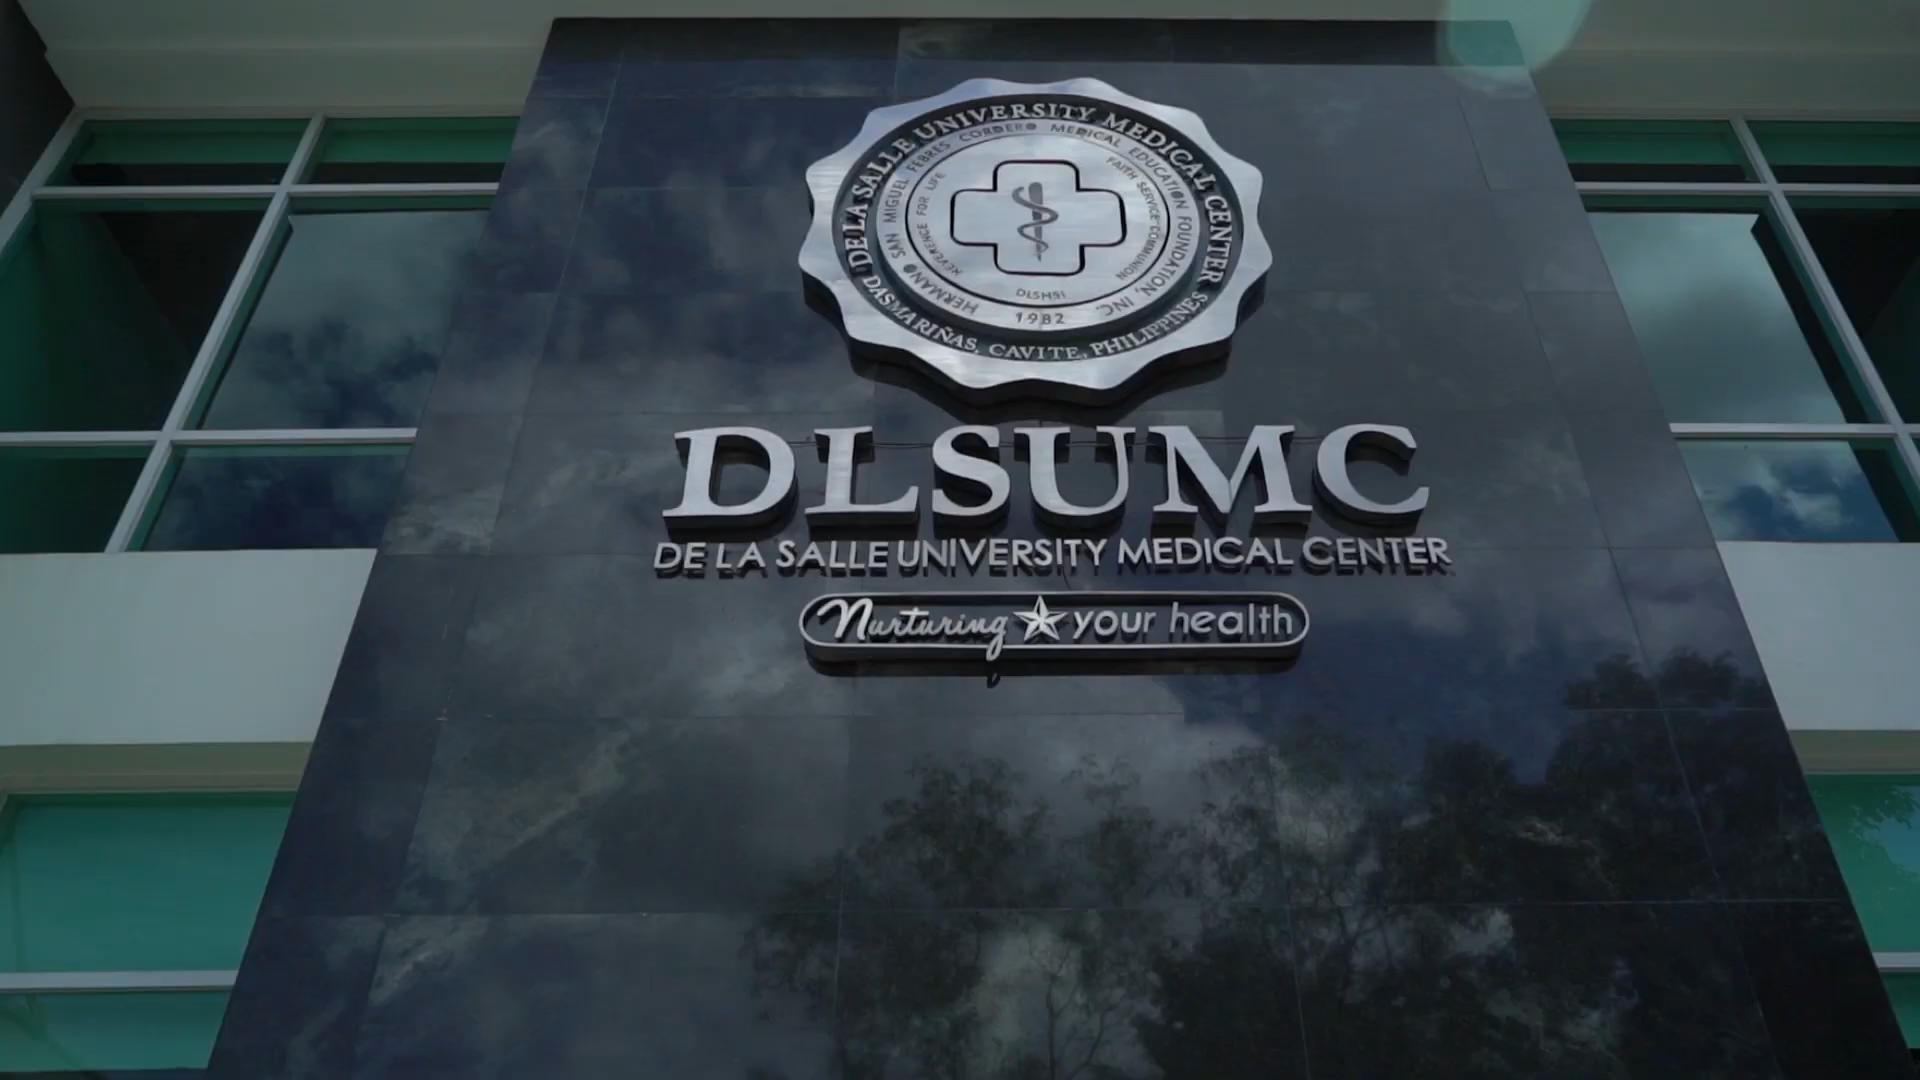 DE LA SALLE UNIVERSITY MEDICAL CENTER
DASMARIÑAS, CAVITE, PHILIPPINES
HERMANO SAN MIGUEL FEBRES CORDERO MEDICAL EDUCATION FOUNDATION, INC.
1982
REVERENCE FOR LIFE
FAITH SERVICE COMMUNION
DLSHSI
DLSUMC
DE LA SALLE UNIVERSITY MEDICAL CENTER
Nurturing your health